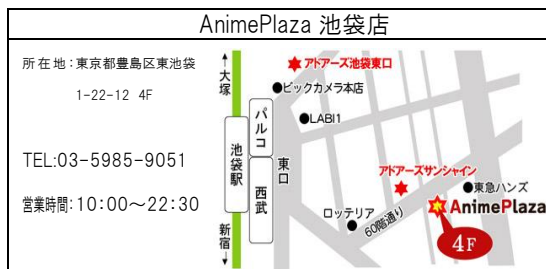 AnimePlaza 池袋店
所在地:東京都豊島区東池袋
1-22-12 4F
TEL:03-5985-9051
営業時間:10:00～22:30
↑大塚
アドアーズ池袋東口
ビックカメラ本店
LABI1
パルコ
池袋駅
東口
西武
アドアーズサンシャイン
東急ハンズ
ロッテリア
60階通り
AnimePlaza
4F
新宿↓